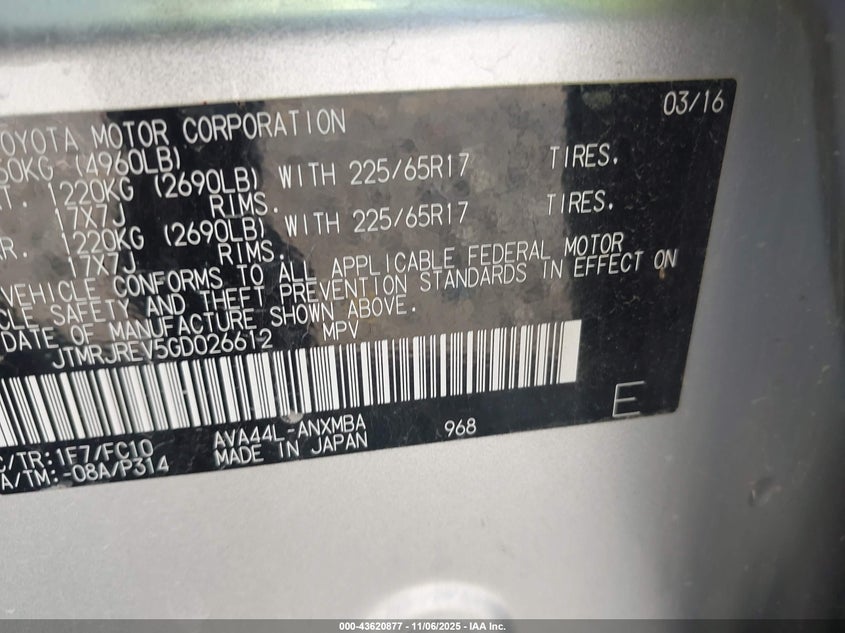 03/16
TOYOTA MOTOR CORPORATION
50KG (4960LB)
T. 1220KG (2690LB) WITH 225/65R17 TIRES.
17X7J RIMS.
R. 1220KG (2690LB) WITH 225/65R17 TIRES.
17X7J RIMS.
VEHICLE CONFORMS TO ALL APPLICABLE FEDERAL MOTOR
CLE SAFETY AND THEFT PREVENTION STANDARDS IN EFFECT ON
DATE OF MANUFACTURE SHOWN ABOVE.
JTMRJREV5GD026612 MPV
E
C/TR:1F7/FC10 AVA44L-ANXMBA 968
A/TM:-08A/P314 MADE IN JAPAN
000-43620877 - 11/06/2025 - IAA Inc.